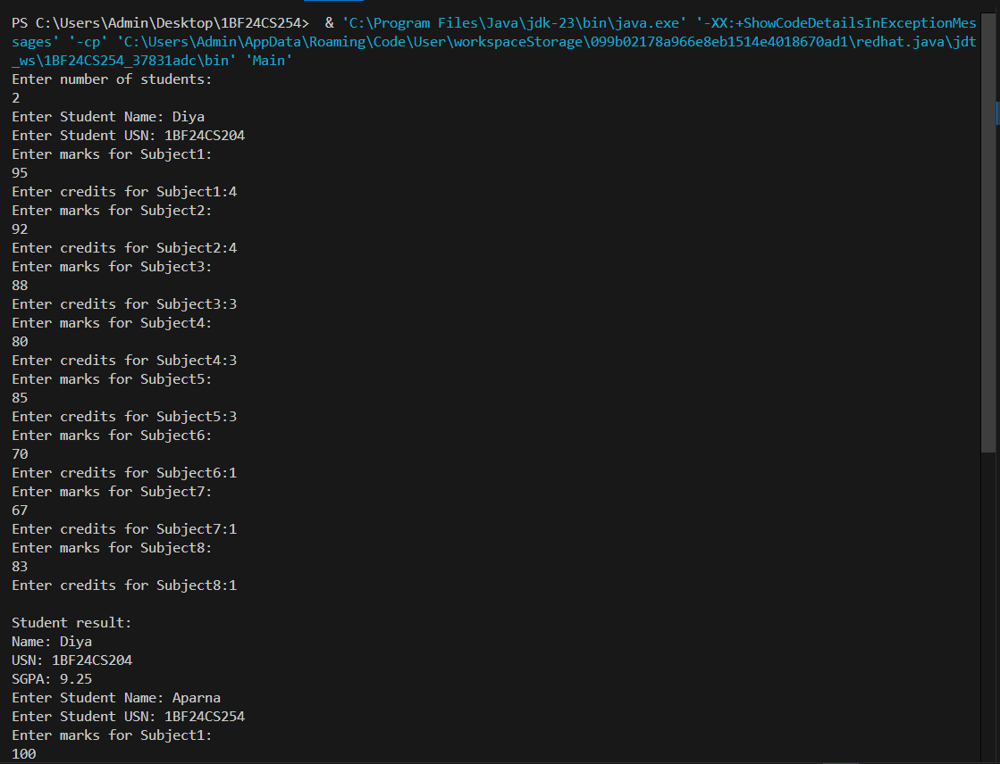 PS C:\Users\Admin\Desktop\1BF24CS254>  & 'C:\Program Files\Java\jdk-23\bin\java.exe' '-XX:+ShowCodeDetailsInExceptionMes
sages' '-cp' 'C:\Users\Admin\AppData\Roaming\Code\User\workspaceStorage\099b02178a966e8eb1514e4018670ad1\redhat.java\jdt
_ws\1BF24CS254_37831adc\bin' 'Main'
Enter number of students:
2
Enter Student Name: Diya
Enter Student USN: 1BF24CS204
Enter marks for Subject1:
95
Enter credits for Subject1:4
Enter marks for Subject2:
92
Enter credits for Subject2:4
Enter marks for Subject3:
88
Enter credits for Subject3:3
Enter marks for Subject4:
80
Enter credits for Subject4:3
Enter marks for Subject5:
85
Enter credits for Subject5:3
Enter marks for Subject6:
70
Enter credits for Subject6:1
Enter marks for Subject7:
67
Enter credits for Subject7:1
Enter marks for Subject8:
83
Enter credits for Subject8:1

Student result:
Name: Diya
USN: 1BF24CS204
SGPA: 9.25
Enter Student Name: Aparna
Enter Student USN: 1BF24CS254
Enter marks for Subject1:
100